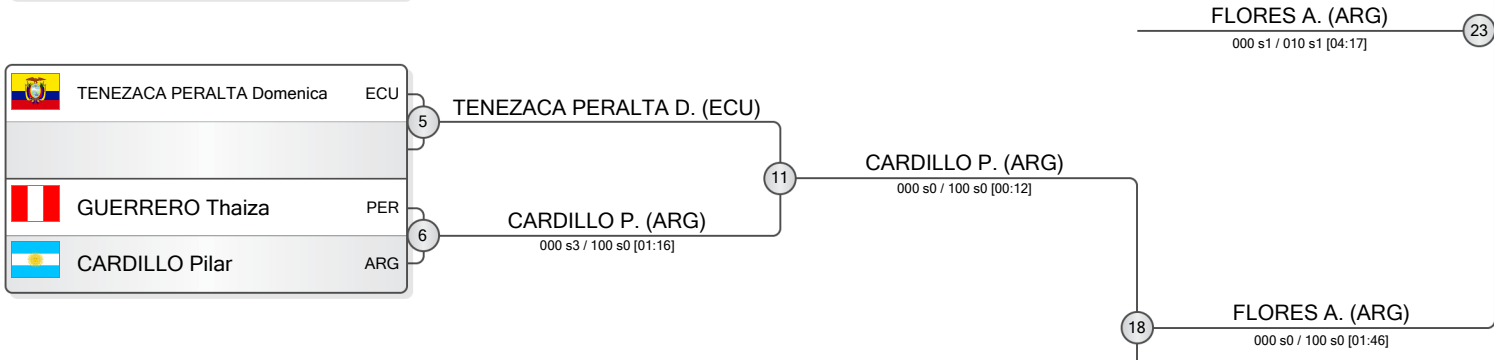 FLORES A. (ARG)
000 s1 / 010 s1 [04:17]
23
TENEZACA PERALTA Domenica ECU
5
TENEZACA PERALTA D. (ECU)
11
CARDILLO P. (ARG)
000 s0 / 100 s0 [00:12]
GUERRERO Thaiza PER
6
CARDILLO P. (ARG)
000 s3 / 100 s0 [01:16]
CARDILLO Pilar ARG
18
FLORES A. (ARG)
000 s0 / 100 s0 [01:46]